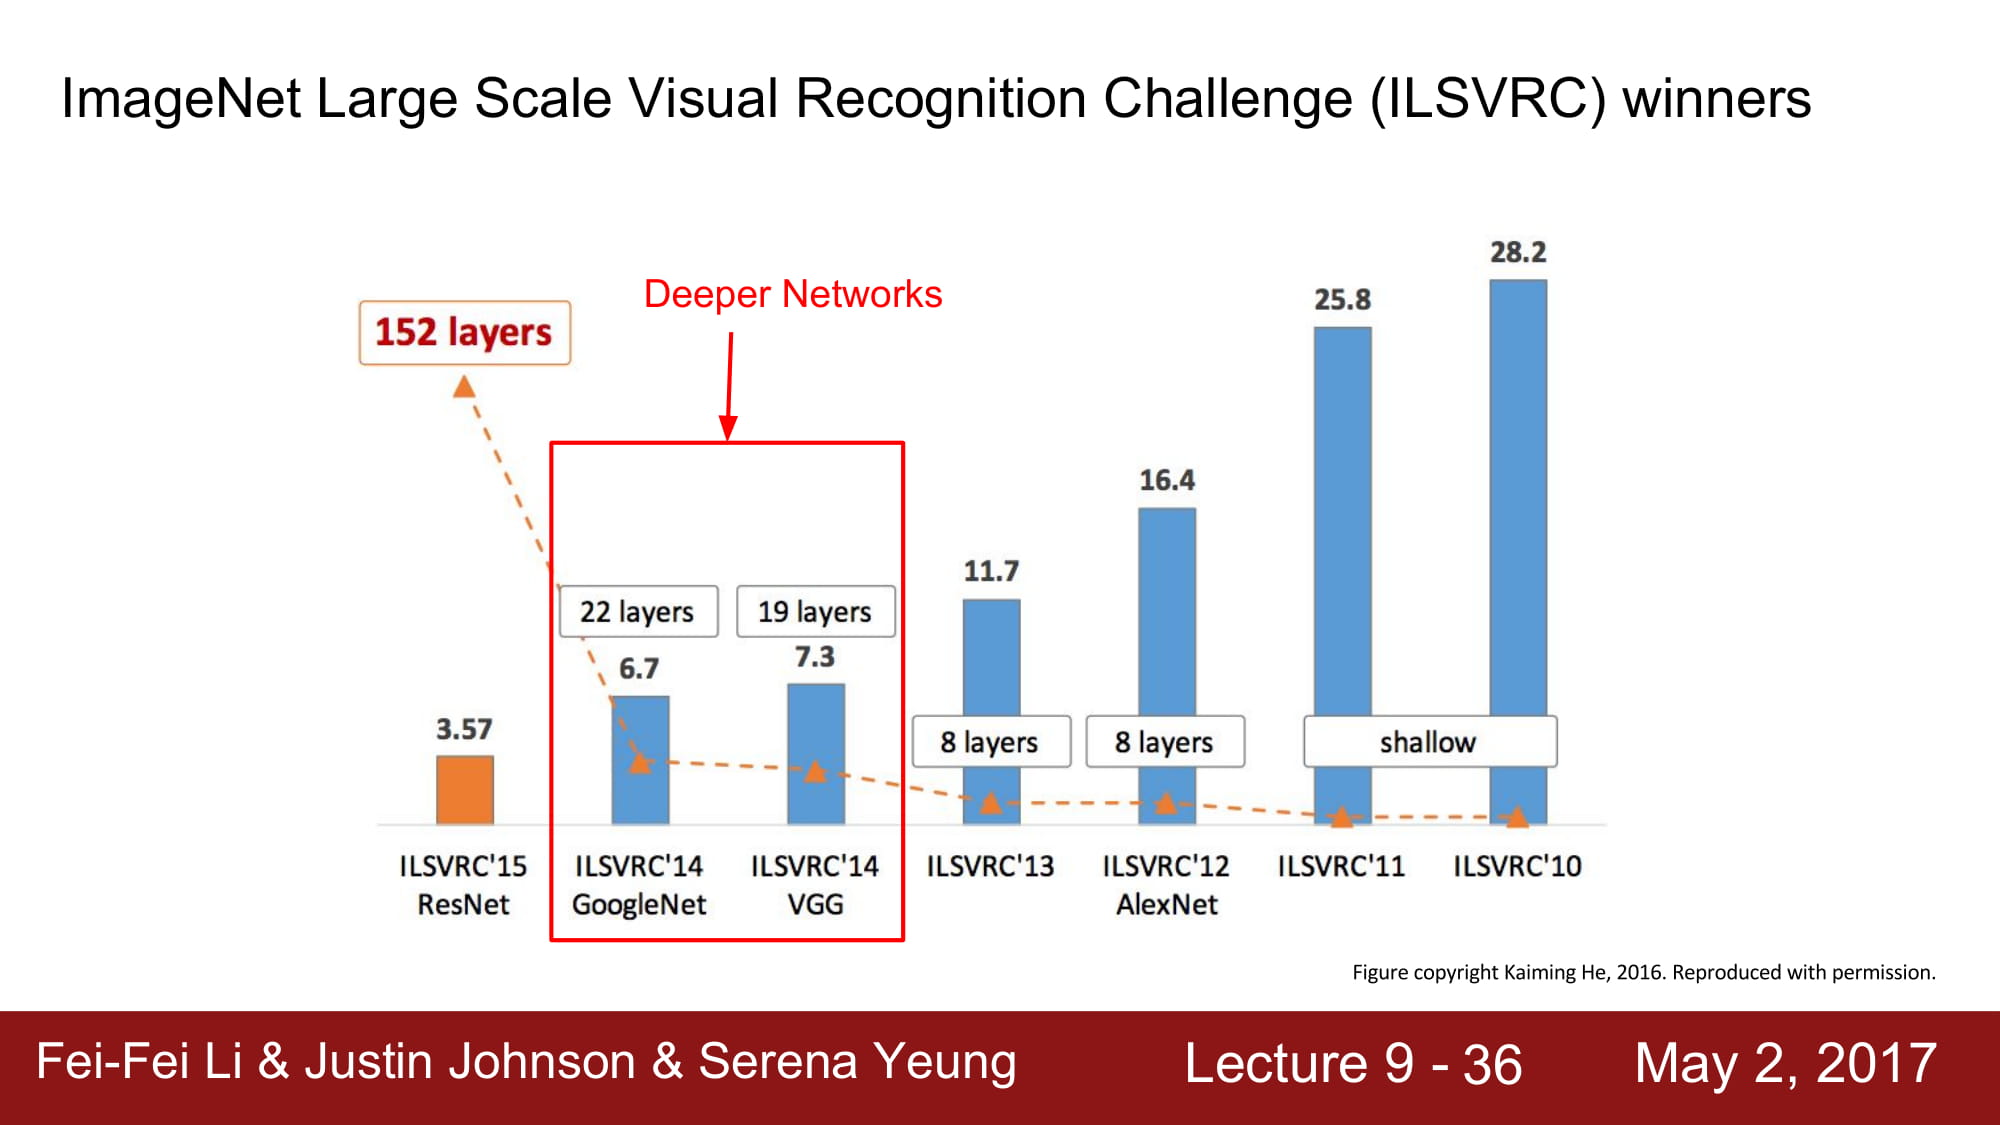 ImageNet Large Scale Visual Recognition Challenge (ILSVRC) winners
Deeper Networks
152 layers
22 layers
19 layers
8 layers
8 layers
shallow
3.57
6.7
7.3
11.7
16.4
25.8
28.2
ILSVRC'15
ResNet
ILSVRC'14
GoogleNet
ILSVRC'14
VGG
ILSVRC'13
ILSVRC'12
AlexNet
ILSVRC'11
ILSVRC'10
Figure copyright Kaiming He, 2016. Reproduced with permission.
Fei-Fei Li & Justin Johnson & Serena Yeung
Lecture 9 - 36
May 2, 2017